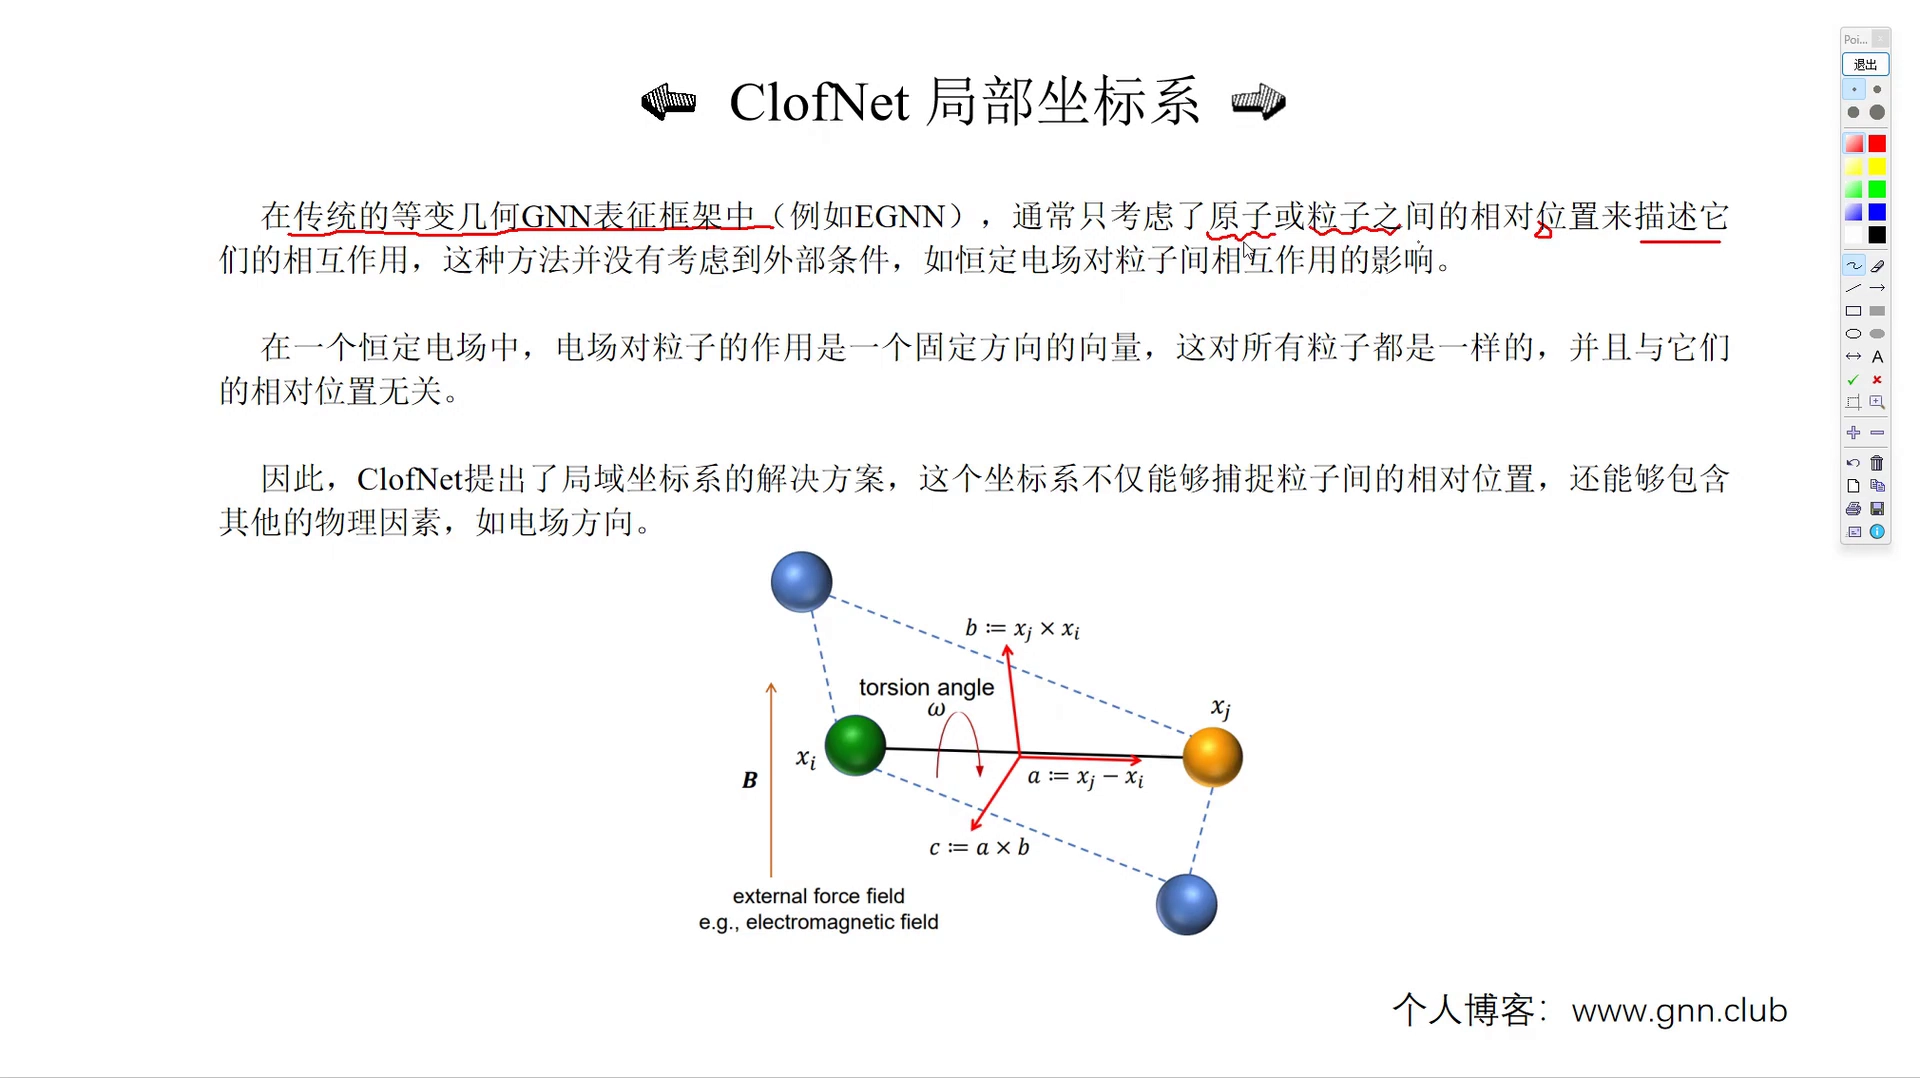 ClofNet 局部坐标系
在传统的等变几何GNN表征框架中（例如EGNN），通常只考虑了原子或粒子之间的相对位置来描述它
们的相互作用，这种方法并没有考虑到外部条件，如恒定电场对粒子间相互作用的影响。
在一个恒定电场中，电场对粒子的作用是一个固定方向的向量，这对所有粒子都是一样的，并且与它们
的相对位置无关。
因此，ClofNet提出了局域坐标系的解决方案，这个坐标系不仅能够捕捉粒子间的相对位置，还能够包含
其他的物理因素，如电场方向。
b ≔ xj × xi
torsion angle
ω
xj
xi
B
a ≔ xj − xi
c ≔ a × b
external force field
e.g., electromagnetic field
个人博客：www.gnn.club
Poi...
退出
A